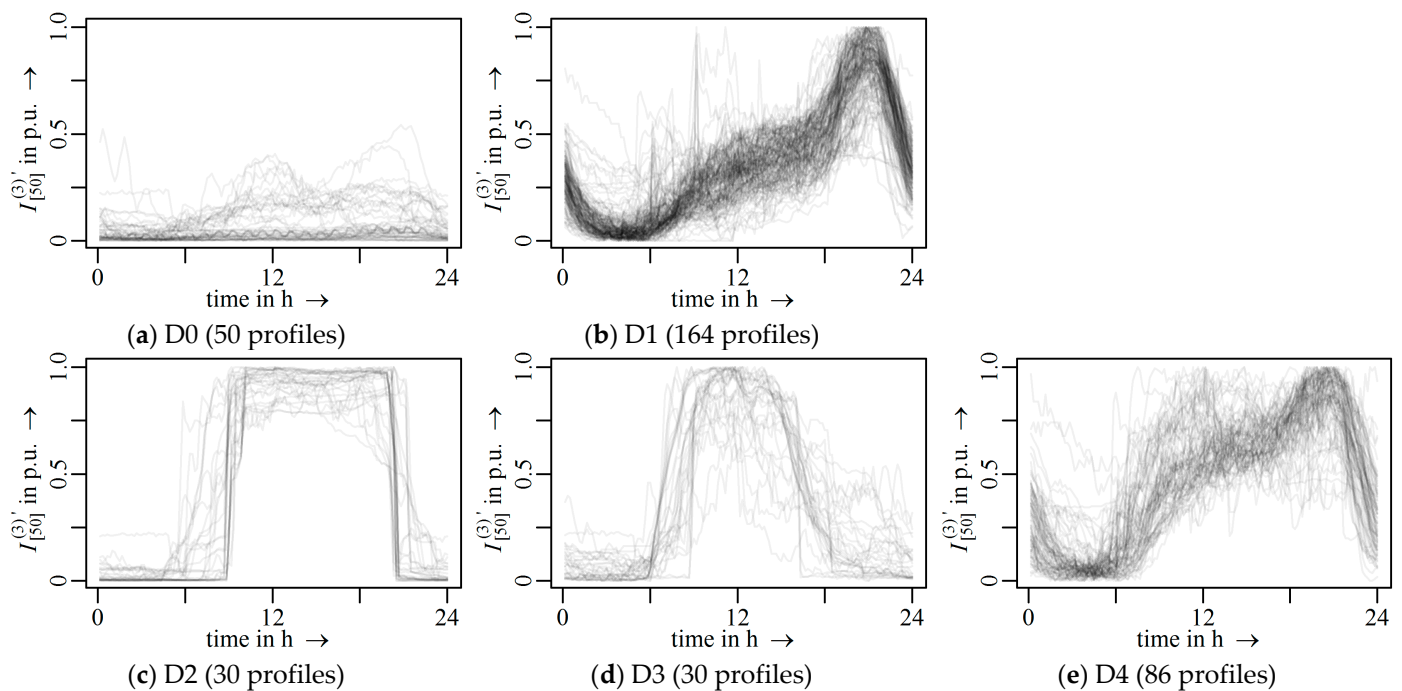 1.0
0.5
0
I[50](3)' in p.u. →
0 12 24
time in h →
(a) D0 (50 profiles)
1.0
0.5
0
I[50](3)' in p.u. →
0 12 24
time in h →
(b) D1 (164 profiles)
1.0
0.5
0
I[50](3)' in p.u. →
0 12 24
time in h →
(c) D2 (30 profiles)
1.0
0.5
0
I[50](3)' in p.u. →
0 12 24
time in h →
(d) D3 (30 profiles)
1.0
0.5
0
I[50](3)' in p.u. →
0 12 24
time in h →
(e) D4 (86 profiles)